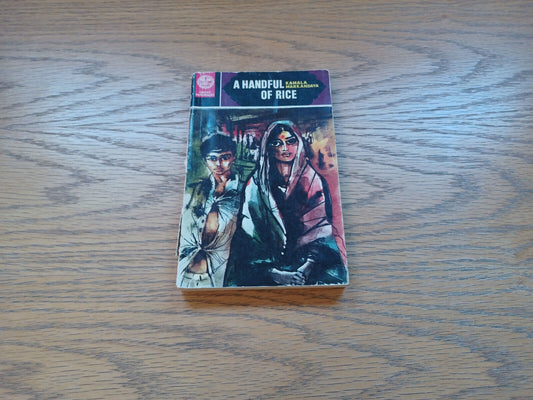 A HANDFUL
OF RICE
KAMALA
MARKANDAYA